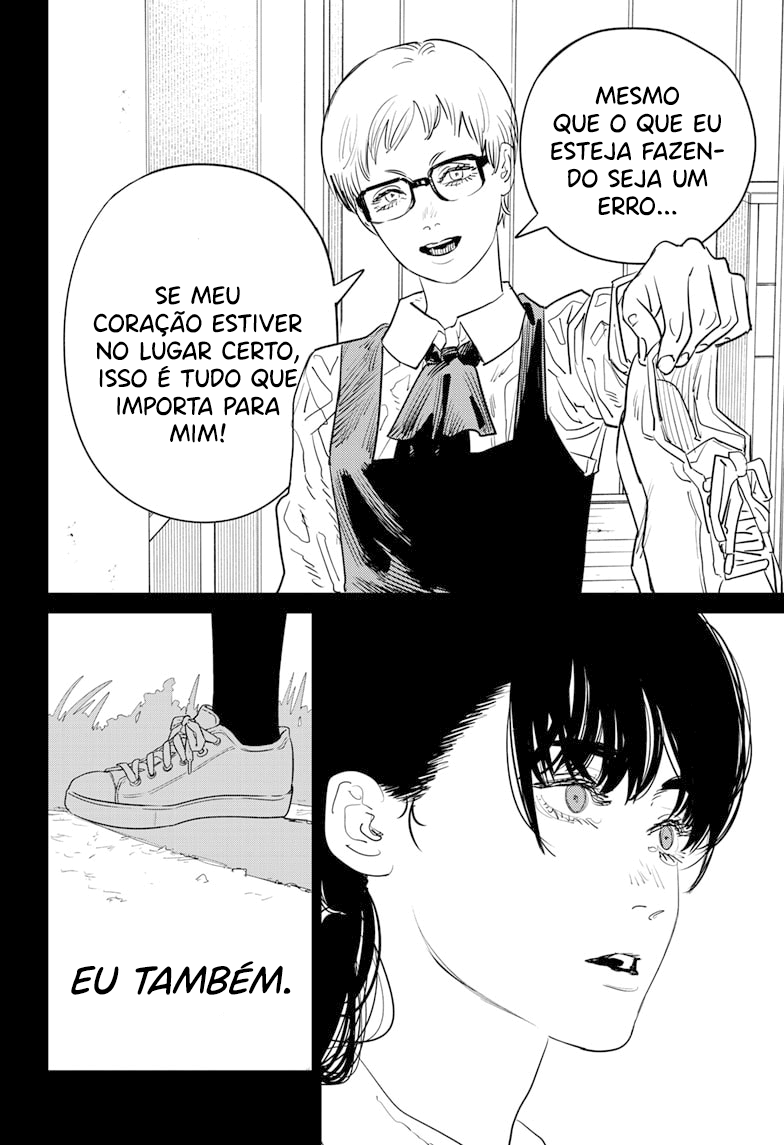 MESMO
QUE O QUE EU
ESTEJA FAZEN-
DO SEJA UM
ERRO...
SE MEU
CORAÇÃO ESTIVER
NO LUGAR CERTO,
ISSO É TUDO QUE
IMPORTA PARA
MIM!
EU TAMBÉM.